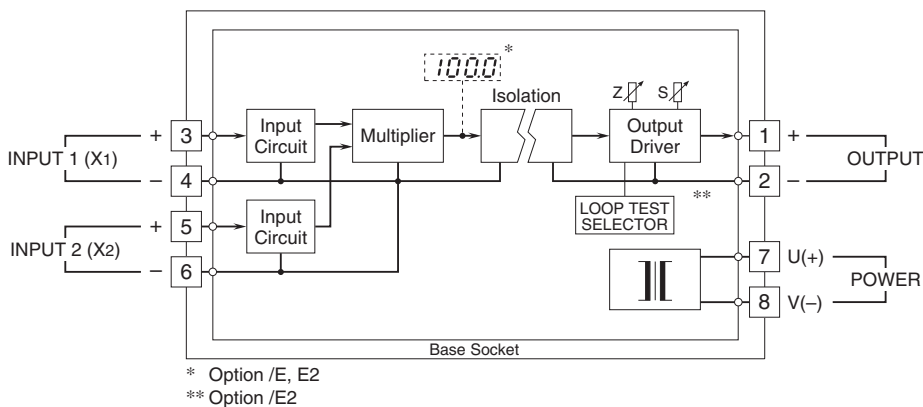 *
100.0
Isolation
Z S
+ 3 Input Circuit Multiplier Output Driver 1 +
INPUT 1 (X1) OUTPUT
– 4 2 –
**
LOOP TEST SELECTOR
+ 5 Input Circuit
INPUT 2 (X2)
– 6
7 U(+)
POWER
8 V(–)
Base Socket
* Option /E, E2
** Option /E2